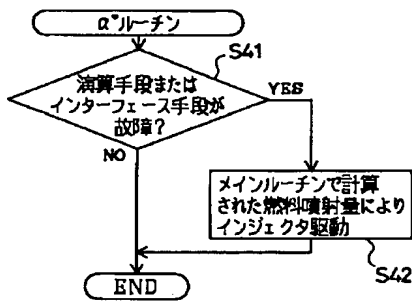 α°ルーチン
S41
演算手段または
インターフェース手段が
故障？
YES
NO
メインルーチンで計算
された燃料噴射量により
インジェクタ駆動
S42
END